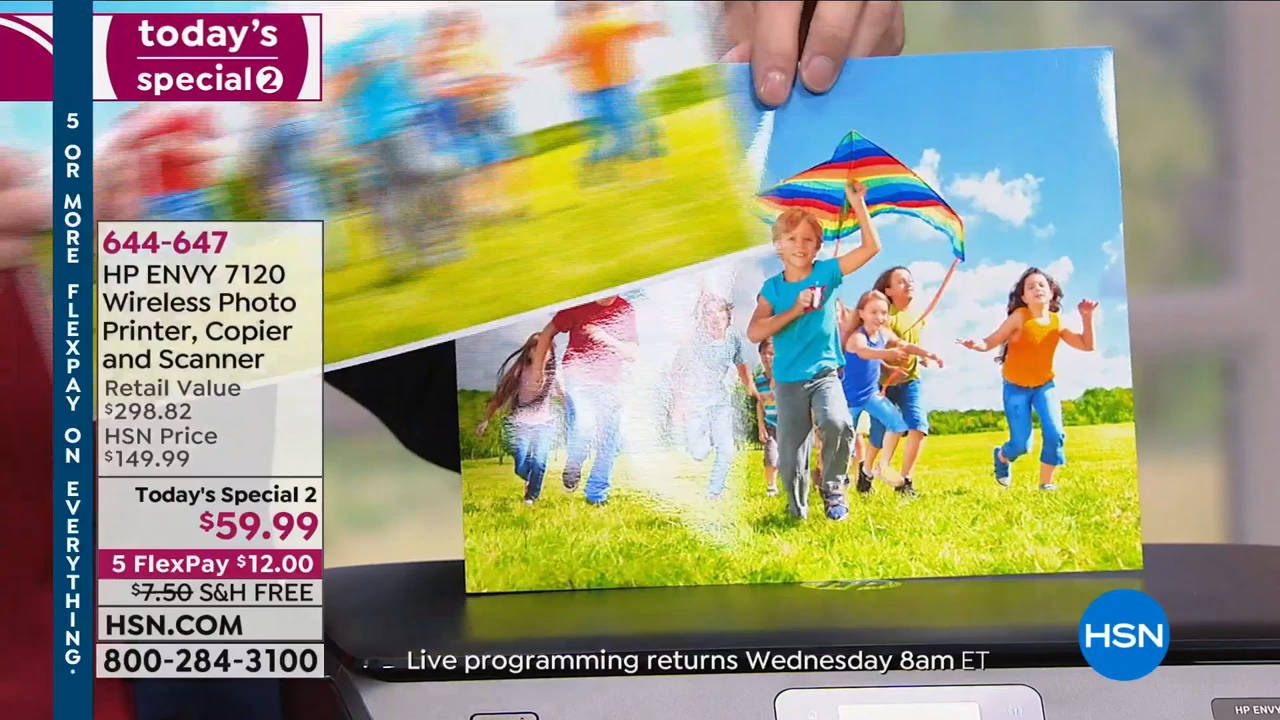 today's
special2
5 OR MORE FLEXPAY ON EVERYTHING.
644-647
HP ENVY 7120
Wireless Photo
Printer, Copier
and Scanner
Retail Value
$298.82
HSN Price
$149.99
Today's Special 2
$59.99
5 FlexPay $12.00
$7.50 S&H FREE
HSN.COM
800-284-3100
Live programming returns Wednesday 8am ET
HSN
HP ENVY